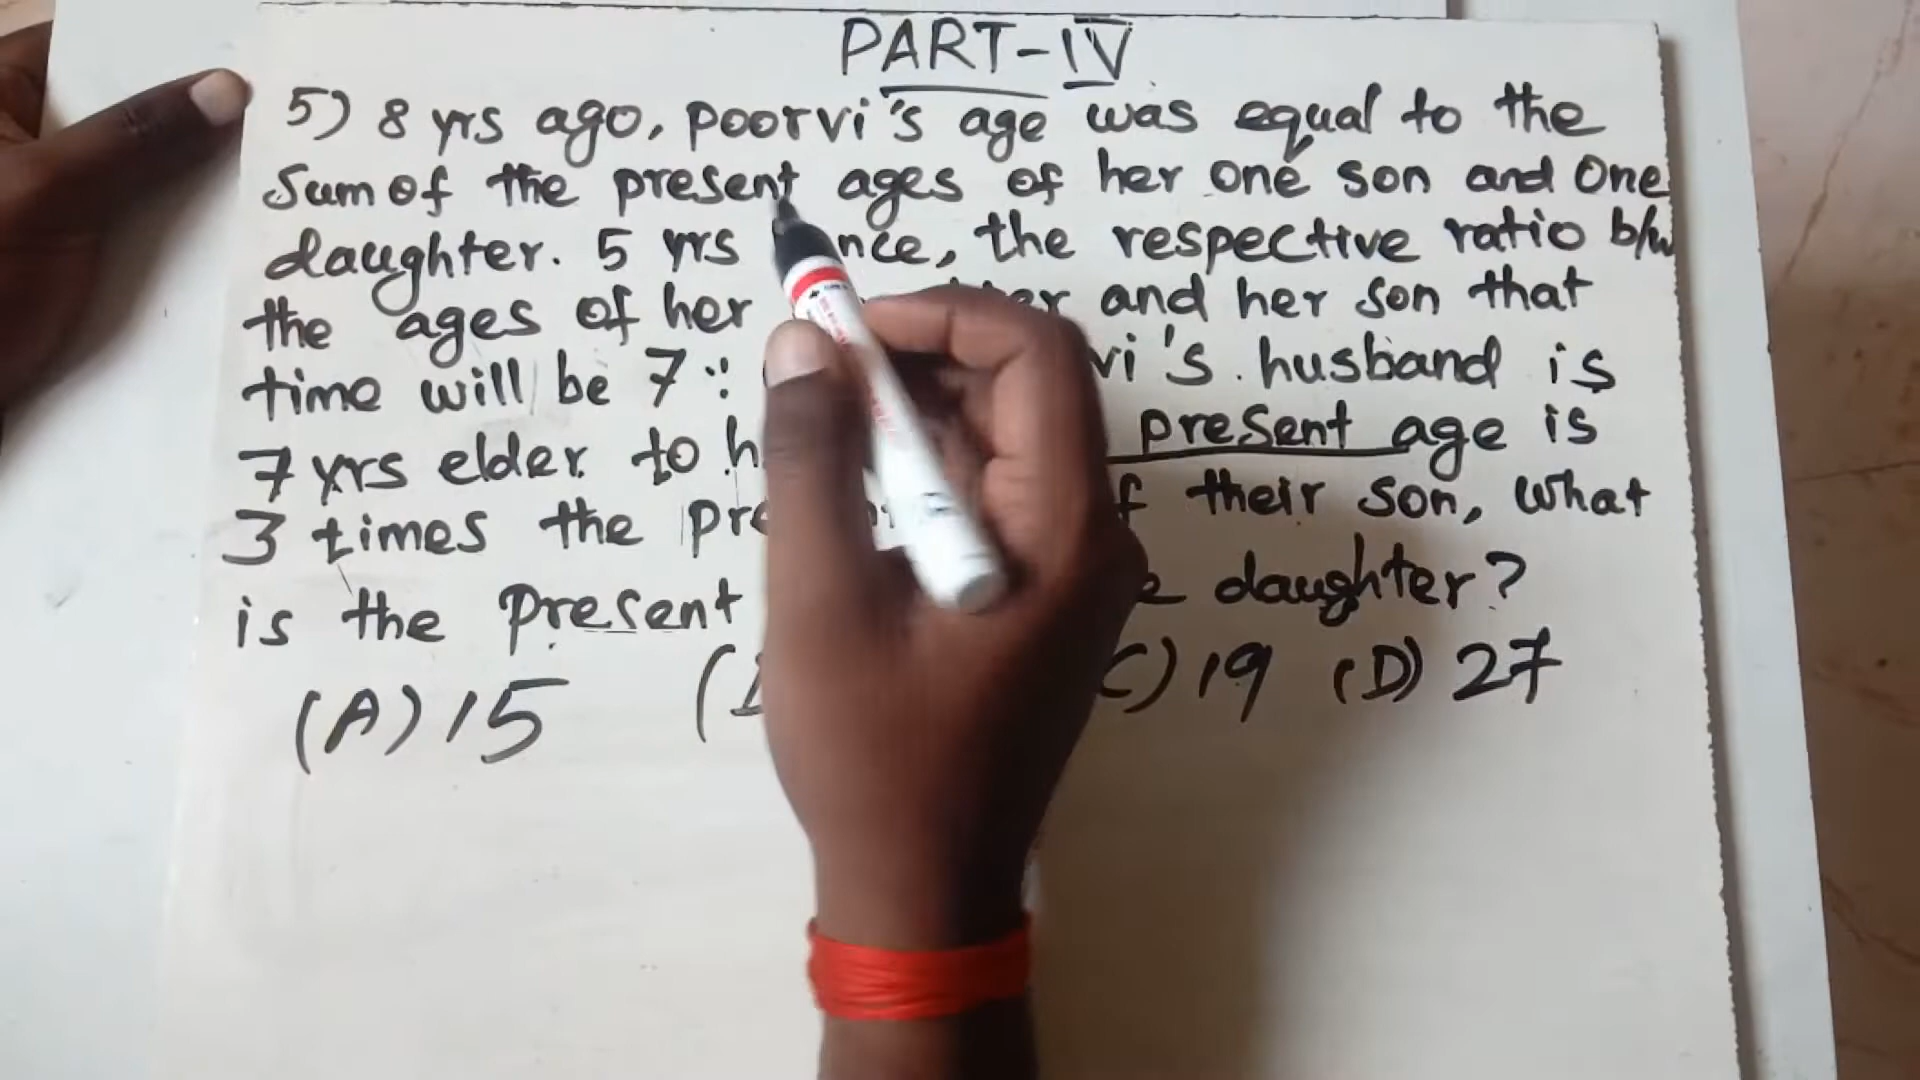 PART-IV
5) 8 yrs ago, poorvi's age was equal to the
Sum of the present ages of her one son and One
daughter. 5 yrs nce, the respective ratio b/w
the ages of her er and her son that
time will be 7: vi's husband is
7 yrs elder to h present age is
3 times the pre f their son, what
is the present e daughter?
(A) 15 ( C) 19 (D) 27